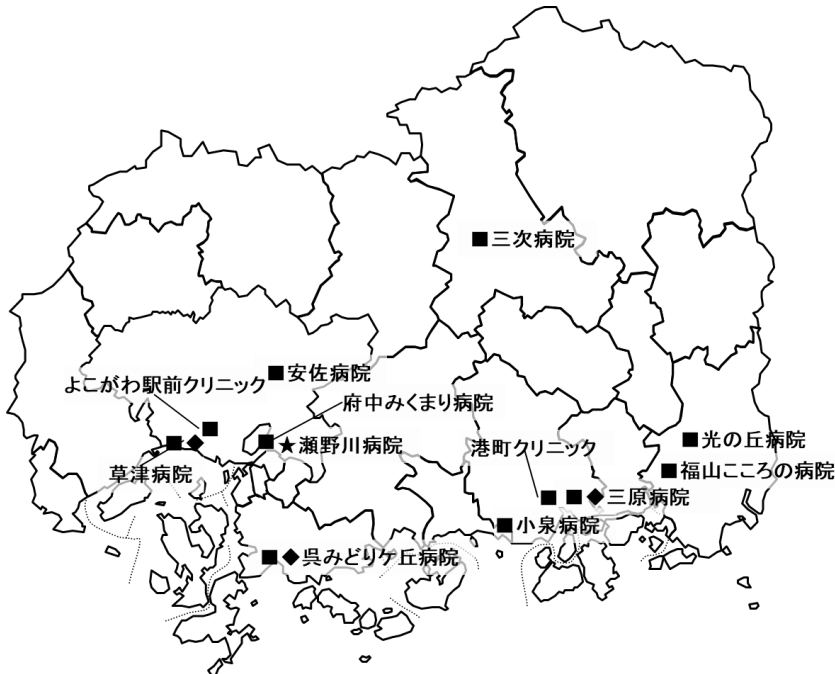 ■三次病院
■安佐病院
よこがわ駅前クリニック
府中みくまり病院
★瀬野川病院
港町クリニック
■光の丘病院
■福山こころの病院
草津病院
■◆三原病院
■小泉病院
■◆呉みどりケ丘病院